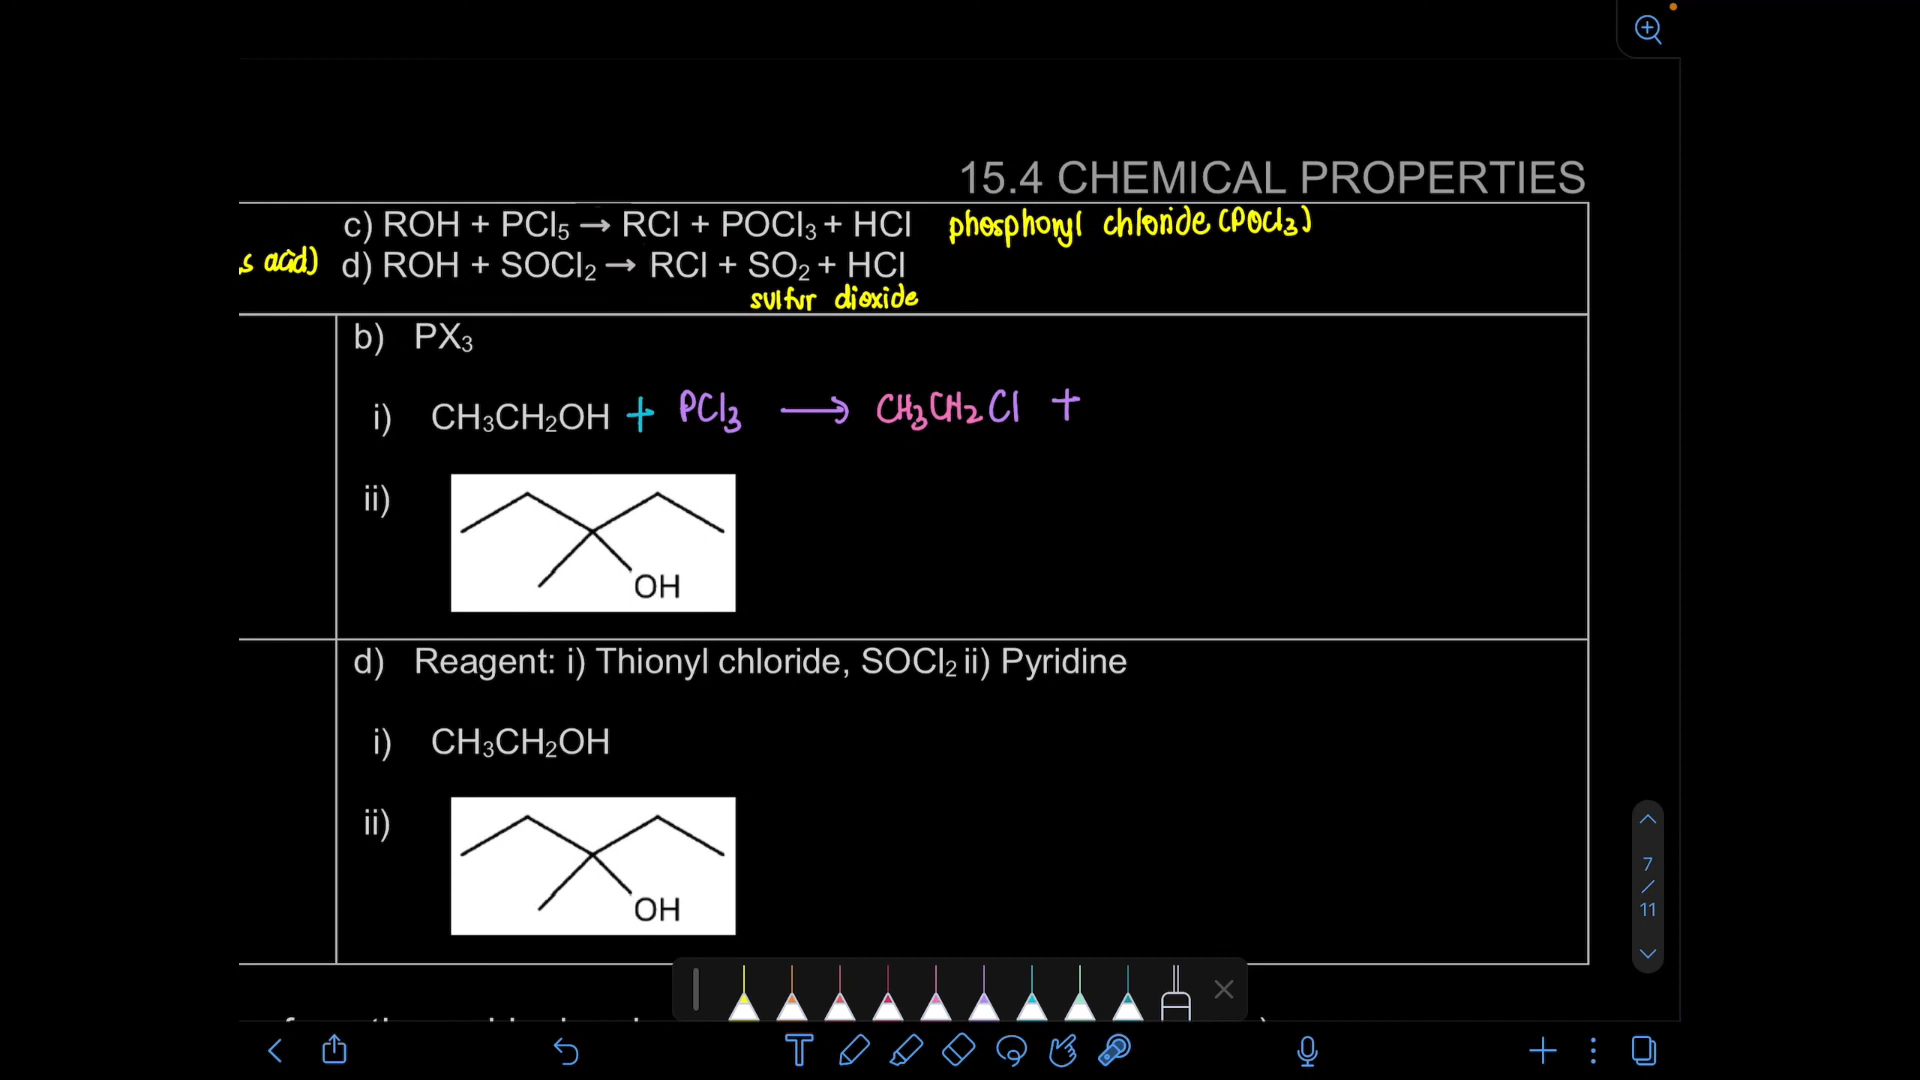 15.4 CHEMICAL PROPERTIES
c) ROH + PCl₅ → RCl + POCl₃ + HCl phosphoryl chloride (POCl₃)
acid) d) ROH + SOCl₂ → RCl + SO₂ + HCl
sulfur dioxide
b) PX₃
i) CH₃CH₂OH + PCl₃ → CH₃CH₂Cl +
ii)
OH
d) Reagent: i) Thionyl chloride, SOCl₂ ii) Pyridine
i) CH₃CH₂OH
ii)
OH
7
/
11